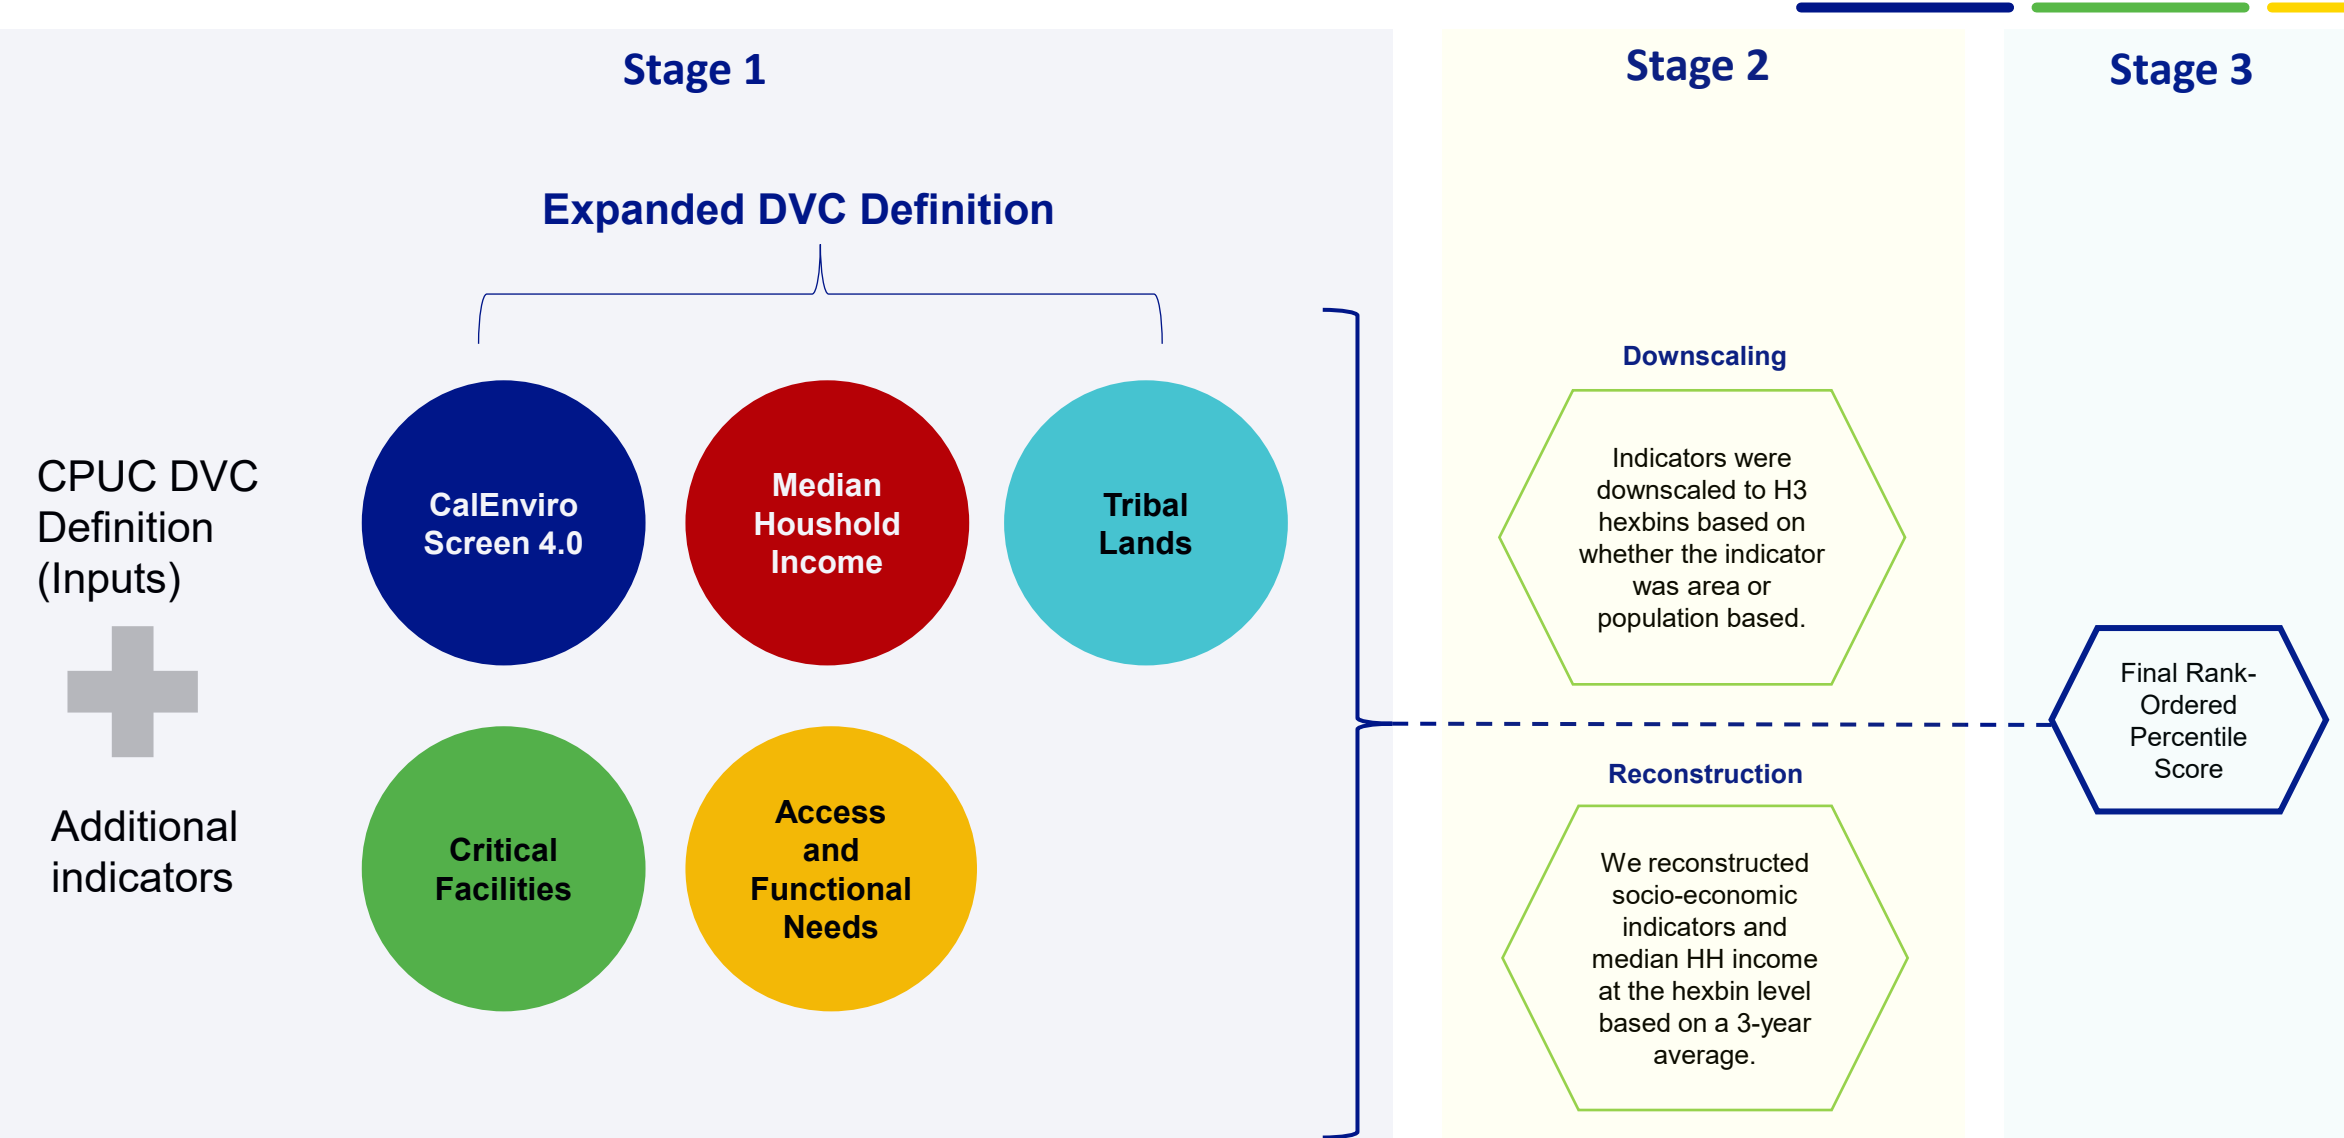 Stage 1
Expanded DVC Definition
CPUC DVC
Definition
(Inputs)
CalEnviro
Screen 4.0
Median
Houshold
Income
Tribal
Lands
Additional
indicators
Critical
Facilities
Access
and
Functional
Needs
Stage 2
Downscaling
Indicators were
downscaled to H3
hexbins based on
whether the indicator
was area or
population based.
Reconstruction
We reconstructed
socio-economic
indicators and
median HH income
at the hexbin level
based on a 3-year
average.
Stage 3
Final Rank-
Ordered
Percentile
Score